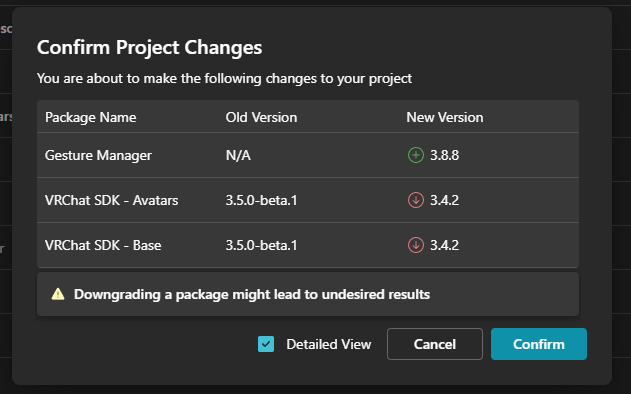 sc
Confirm Project Changes
You are about to make the following changes to your project
Package Name Old Version New Version
ars
Gesture Manager N/A 3.8.8
VRChat SDK - Avatars 3.5.0-beta.1 3.4.2
r
VRChat SDK - Base 3.5.0-beta.1 3.4.2
Downgrading a package might lead to undesired results
Detailed View Cancel Confirm